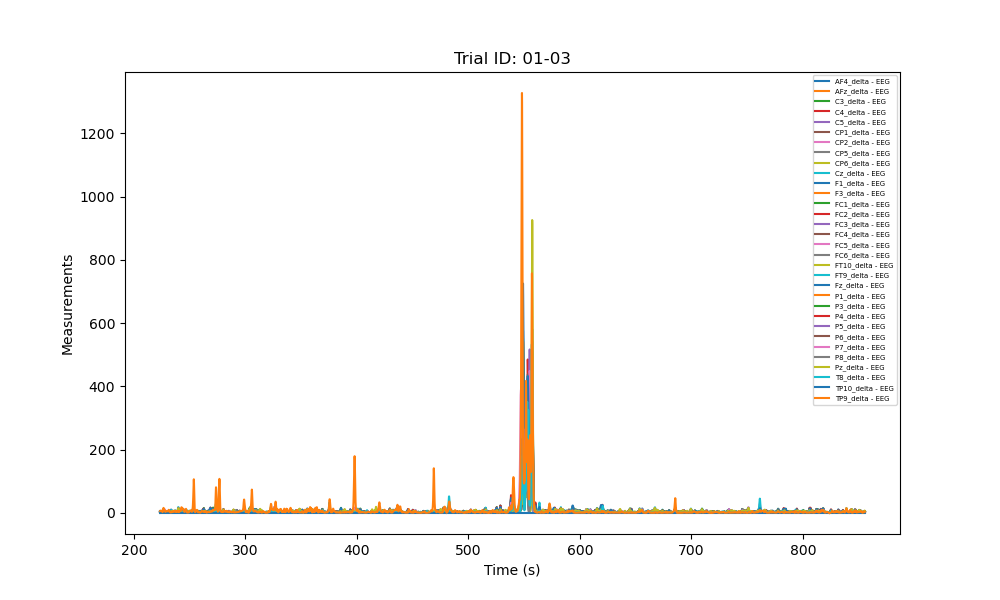 Trial ID: 01-03
Measurements
1200
1000
800
600
400
200
0
200
300
400
500
600
700
800
Time (s)
AF4_delta - EEG
AFz_delta - EEG
C3_delta - EEG
C4_delta - EEG
C5_delta - EEG
CP1_delta - EEG
CP2_delta - EEG
CP5_delta - EEG
CP6_delta - EEG
Cz_delta - EEG
F1_delta - EEG
F3_delta - EEG
FC1_delta - EEG
FC2_delta - EEG
FC3_delta - EEG
FC4_delta - EEG
FC5_delta - EEG
FC6_delta - EEG
FT10_delta - EEG
FT9_delta - EEG
Fz_delta - EEG
P1_delta - EEG
P3_delta - EEG
P4_delta - EEG
P5_delta - EEG
P6_delta - EEG
P7_delta - EEG
P8_delta - EEG
Pz_delta - EEG
T8_delta - EEG
TP10_delta - EEG
TP9_delta - EEG